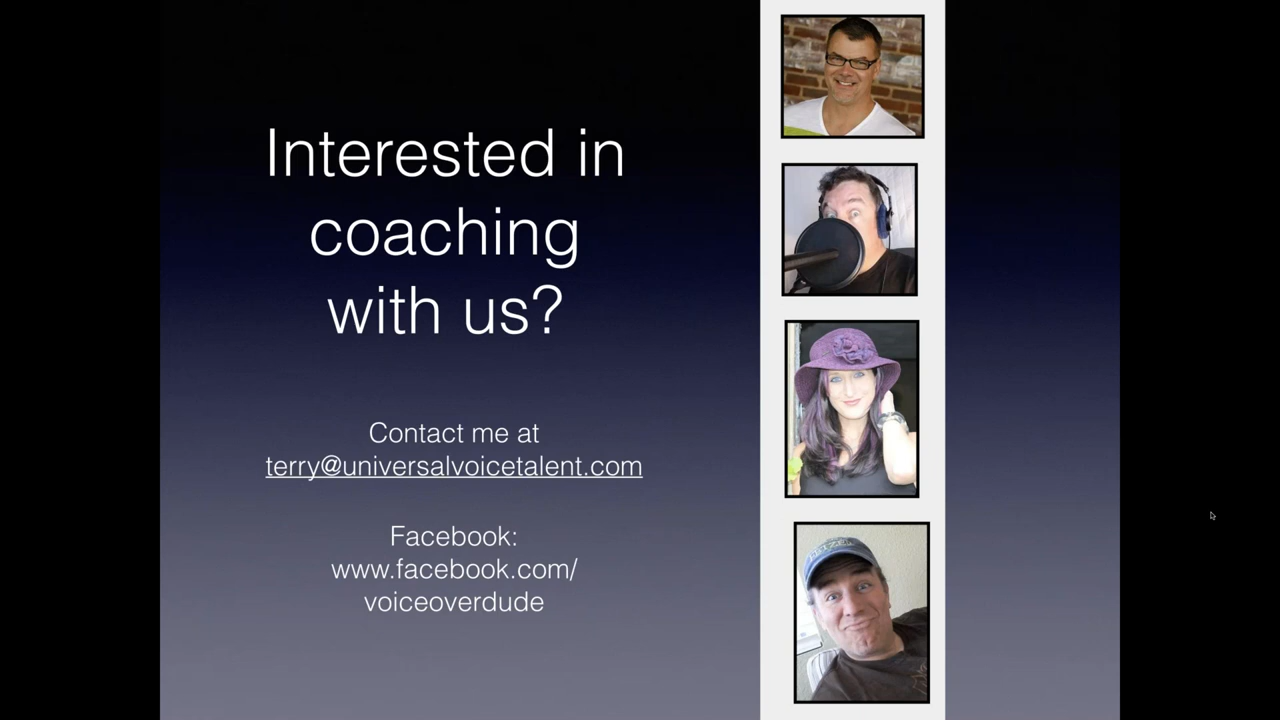 Interested in
coaching
with us?
Contact me at
terry@universalvoicetalent.com
Facebook:
www.facebook.com/
voiceoverdude